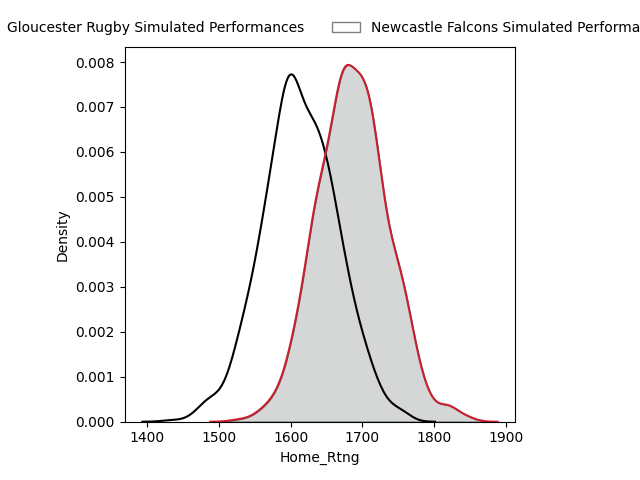 Gloucester Rugby Simulated Performances
Newcastle Falcons Simulated Performa
0.008
0.007
0.006
0.005
0.004
0.003
0.002
0.001
0.000
Density
1400 1500 1600 1700 1800 1900
Home_Rtng